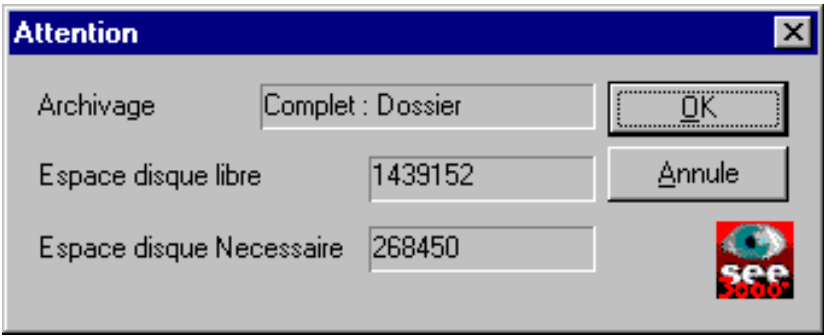 Attention
Archivage
Complet : Dossier
OK
Espace disque libre
1439152
Annule
Espace disque Necessaire
268450
see
3000